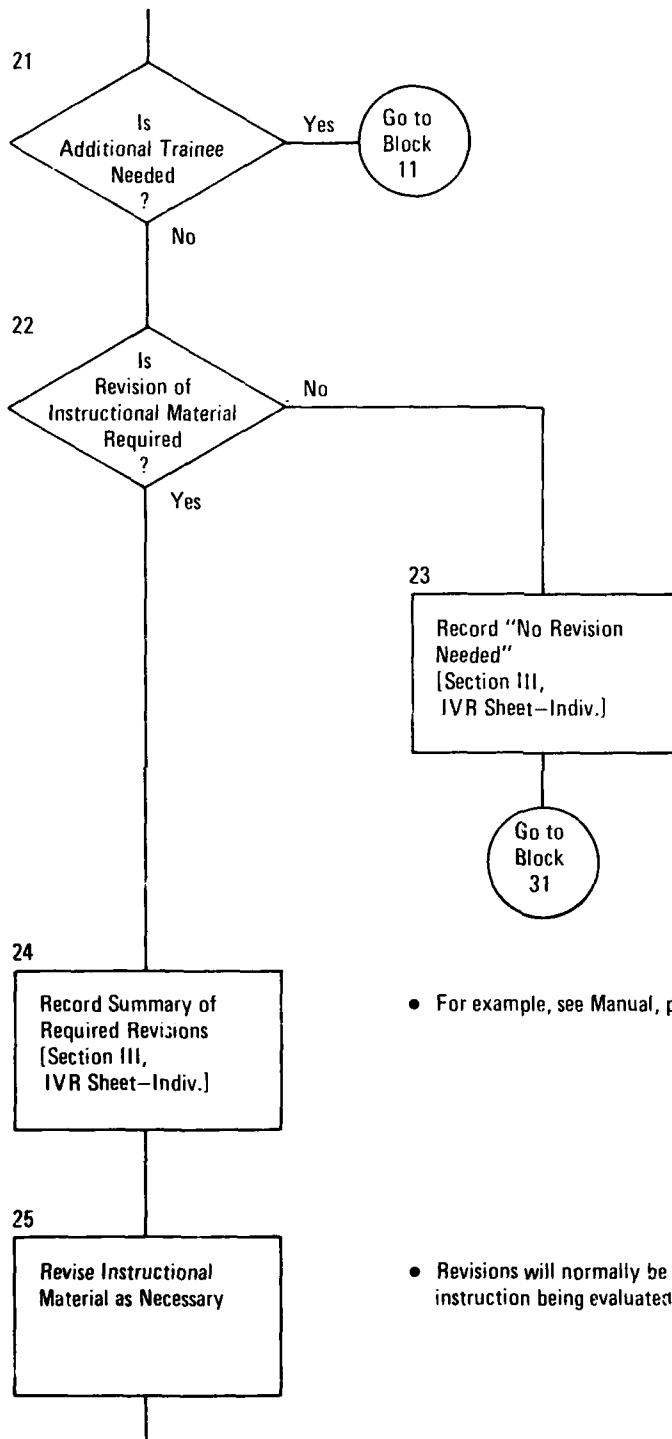 21
Is
Additional Trainee
Needed
?
Yes
Go to
Block
11
No
22
Is
Revision of
Instructional Material
Required
?
No
Yes
23
Record "No Revision
Needed"
[Section III,
IVR Sheet–Indiv.]
Go to
Block
31
24
Record Summary of
Required Revisions
[Section III,
IVR Sheet–Indiv.]
• For example, see Manual, p
25
Revise Instructional
Material as Necessary
• Revisions will normally be
instruction being evaluated